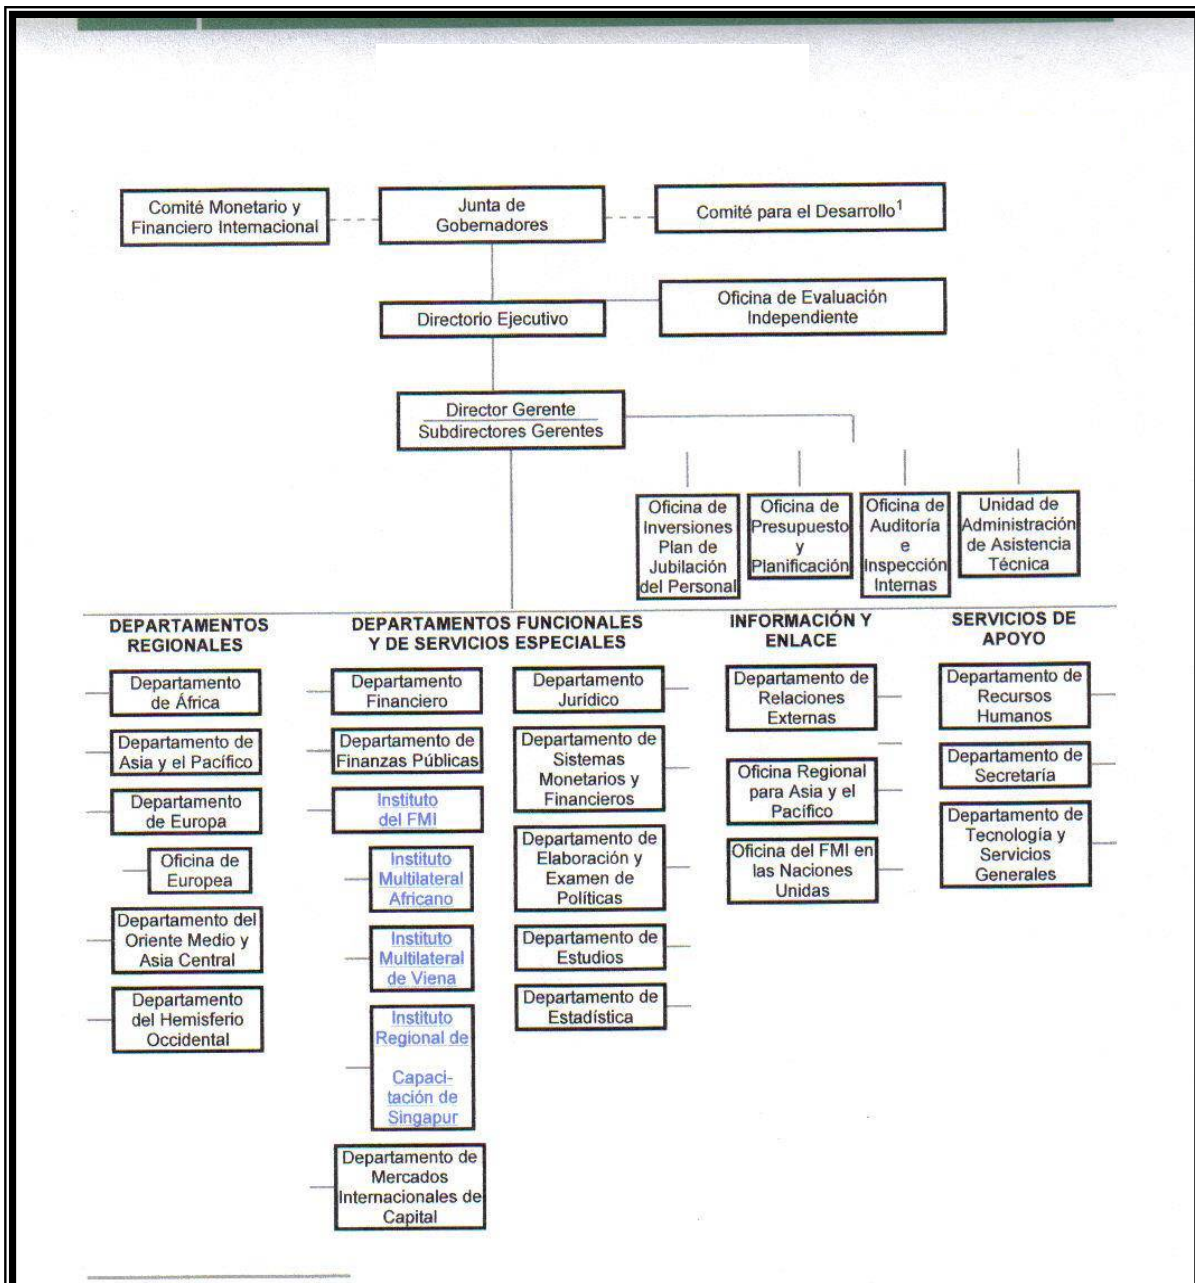 Comité Monetario y
Financiero Internacional
Junta de
Gobernadores
Comité para el Desarrollo¹
Directorio Ejecutivo
Oficina de Evaluación
Independiente
Director Gerente
Subdirectores Gerentes
Oficina de
Inversiones
Plan de
Jubilación
del Personal
Oficina de
Presupuesto
y
Planificación
Oficina de
Auditoría
e
Inspección
Internas
Unidad de
Administración
de Asistencia
Técnica
DEPARTAMENTOS
REGIONALES
Departamento
de África
Departamento de
Asia y el Pacífico
Departamento
de Europa
Oficina de
Europea
Departamento del
Oriente Medio y
Asia Central
Departamento
del Hemisferio
Occidental
DEPARTAMENTOS FUNCIONALES
Y DE SERVICIOS ESPECIALES
Departamento
Financiero
Departamento de
Finanzas Públicas
Instituto
del FMI
Instituto
Multilateral
Africano
Instituto
Multilateral
de Viena
Instituto
Regional de
Capaci-
tación de
Singapur
Departamento de
Mercados
Internacionales de
Capital
Departamento
Jurídico
Departamento de
Sistemas
Monetarios y
Financieros
Departamento de
Elaboración y
Examen de
Políticas
Departamento de
Estudios
Departamento de
Estadística
INFORMACIÓN Y
ENLACE
Departamento de
Relaciones
Externas
Oficina Regional
para Asia y el
Pacífico
Oficina del FMI en
las Naciones
Unidas
SERVICIOS DE
APOYO
Departamento de
Recursos
Humanos
Departamento de
Secretaría
Departamento de
Tecnología y
Servicios
Generales